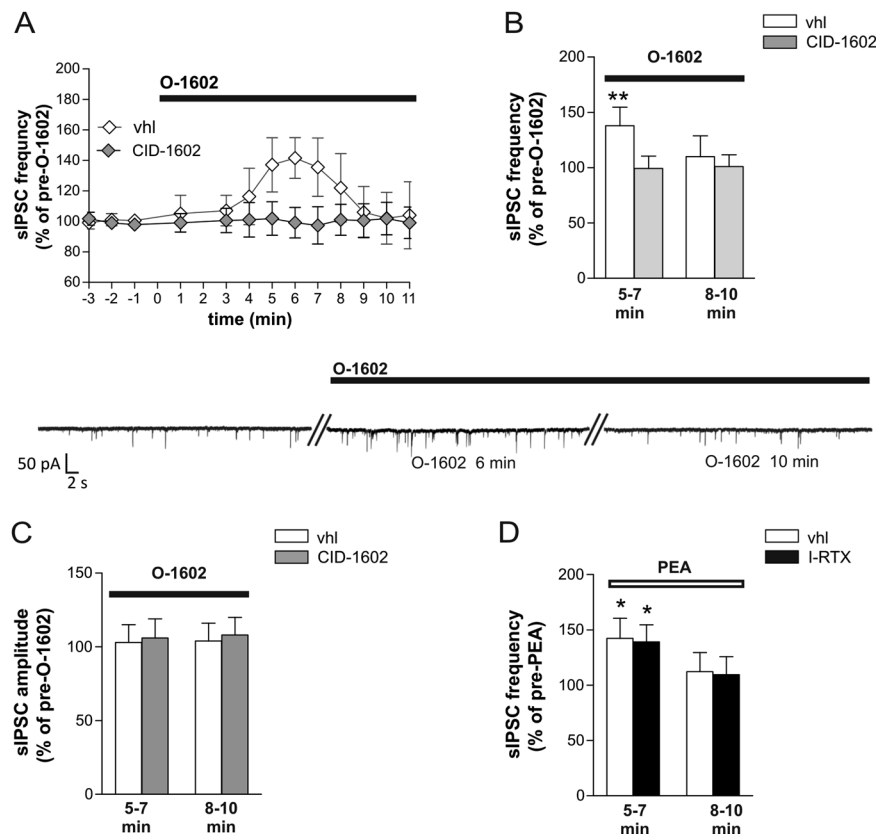 A
sIPSC frequncy
(% of pre-O-1602)
200
180
160
140
120
100
80
60
O-1602
vhl
CID-1602
-3 -2 -1 0 1 2 3 4 5 6 7 8 9 10 11
time (min)
B
vhl
CID-1602
sIPSC frequency
(% of pre-O-1602)
200
150
100
50
0
O-1602
**
5-7
min
8-10
min
O-1602
50 pA
2 s
O-1602 6 min
O-1602 10 min
C
vhl
CID-1602
sIPSC amplitude
(% of pre-O-1602)
150
100
50
0
O-1602
5-7
min
8-10
min
D
vhl
I-RTX
sIPSC frequency
(% of pre-PEA)
200
150
100
50
0
PEA
* *
5-7
min
8-10
min